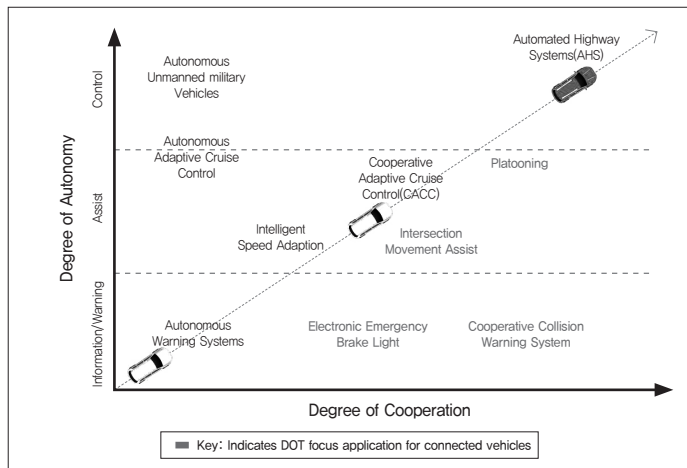 Automated Highway
Systems(AHS)
Autonomous
Unmanned military
Vehicles
Control
Autonomous
Adaptive Cruise
Control
Cooperative
Adaptive Cruise
Control(CACC)
Platooning
Degree of Autonomy
Assist
Intelligent
Speed Adaption
Intersection
Movement Assist
Information/Warning
Autonomous
Warning Systems
Electronic Emergency
Brake Light
Cooperative Collision
Warning System
Degree of Cooperation
Key: Indicates DOT focus application for connected vehicles